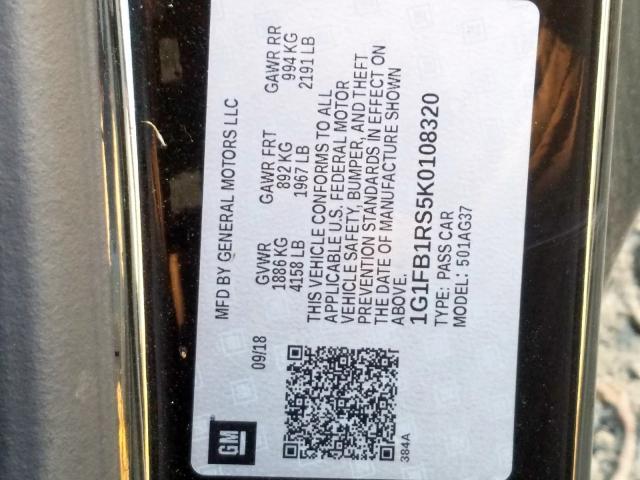 GM
MFD BY GENERAL MOTORS LLC
09/18
GVWR GAWR FRT GAWR RR
1886 KG 892 KG 994 KG
4158 LB 1967 LB 2191 LB
THIS VEHICLE CONFORMS TO ALL
APPLICABLE U.S. FEDERAL MOTOR
VEHICLE SAFETY, BUMPER, AND THEFT
PREVENTION STANDARDS IN EFFECT ON
THE DATE OF MANUFACTURE SHOWN
ABOVE.
1G1FB1RS5K0108320
TYPE: PASS CAR
MODEL: 501AG37
384A